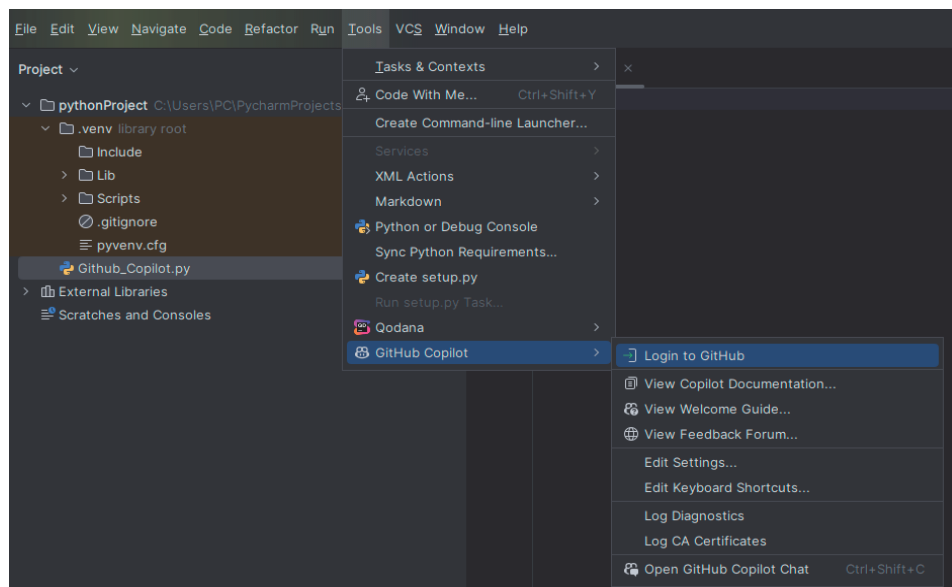 File Edit View Navigate Code Refactor Run Tools VCS Window Help
Project
pythonProject C:\Users\PC\PycharmProjects
.venv library root
Include
Lib
Scripts
.gitignore
pyvenv.cfg
Github_Copilot.py
External Libraries
Scratches and Consoles
Tasks & Contexts
Code With Me... Ctrl+Shift+Y
Create Command-line Launcher...
Services
XML Actions
Markdown
Python or Debug Console
Sync Python Requirements...
Create setup.py
Run setup.py Task...
Qodana
GitHub Copilot
Login to GitHub
View Copilot Documentation...
View Welcome Guide...
View Feedback Forum...
Edit Settings...
Edit Keyboard Shortcuts...
Log Diagnostics
Log CA Certificates
Open GitHub Copilot Chat Ctrl+Shift+C